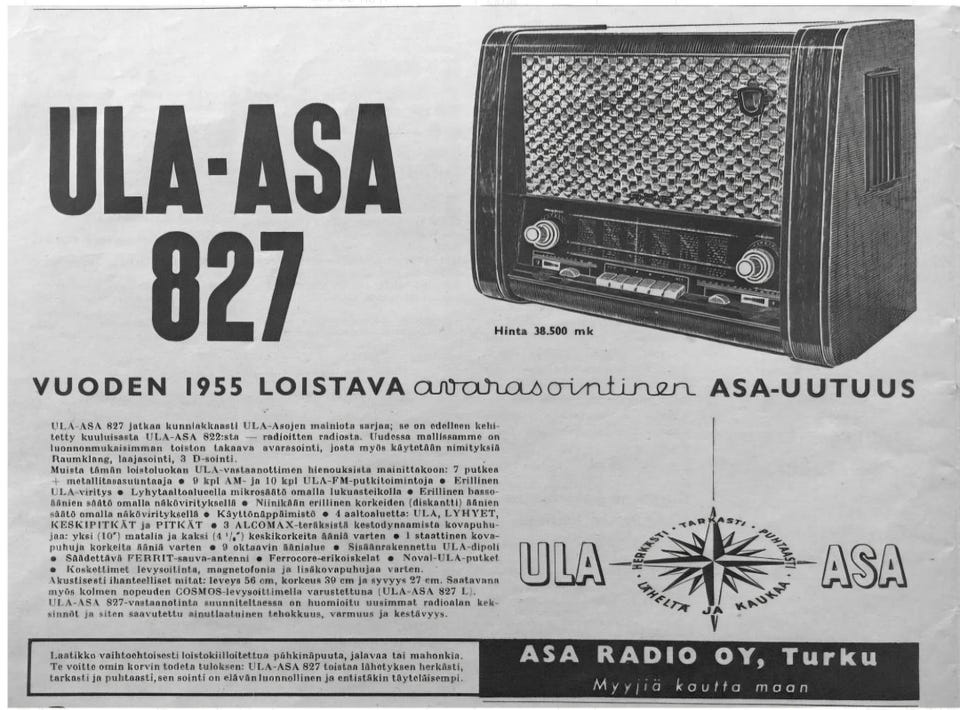 ULA-ASA
827
Hinta 38.500 mk
VUODEN 1955 LOISTAVA avarasointinen ASA-UUTUUS
ULA-ASA 827 jatkaa kunniakkaasti ULA-Asojen mainiota sarjaa; se on edelleen kehi-
tetty kuuluisasta ULA-ASA 822:sta — radioitten radiosta. Uudessa mallissamme on
luonnonmukaisimman toiston takaava avarasointi, josta myös käytetään nimityksiä
Raumklang, laajasointi, 3 D-sointi.
Muista tämän loistoluokan ULA-vastaanottimen hienouksista mainittakoon: 7 putkea
+ metallitasasuuntaaja • 9 kpl AM- ja 10 kpl ULA-FM-putkitoimintoja • Erillinen
ULA-viritys • Lyhytaaltoalueella mikrosäätö omalla lukuasteikolla • Erillinen basso-
äänien säätö omalla näkövirityksellä • Niinikään erillinen korkeiden (diskantti) äänien
säätö omalla näkövirityksellä • Käyttönäppäimistö • 4 aaltoaluetta: ULA, LYHYET,
KESKIPITKÄT ja PITKÄT • 3 ALCOMAX-teräksistä kestodynaamista kovapuhu-
jaa: yksi (10") matalia ja kaksi (4 ½") keskikorkeita ääniä varten • 1 staattinen kova-
puhuja korkeita ääniä varten • 9 oktaavin äänialue • Sisäänrakennettu ULA-dipoli
• Säädettävä FERRIT-sauva-antenni • Ferrocore-erikoiskelat • Noval-ULA-putket
• Koskettimet levysoitinta, magnetofonia ja lisäkovapuhujaa varten.
Akustisesti ihanteelliset mitat: leveys 56 cm, korkeus 39 cm ja syvyys 27 cm. Saatavana
myös kolmen nopeuden COSMOS-levysoittimella varustettuna (ULA-ASA 827 L).
ULA-ASA 827-vastaanotinta suunniteltaessa on huomioitu uusimmat radioalan kek-
sinnöt ja siten saavutettu ainutlaatuinen tehokkuus, varmuus ja kestävyys.
ULA ASA
HERKÄSTI · TARKASTI · PUHTAASTI
LÄHELTÄ JA KAUKAA
Laatikko vaihtoehtoisesti loistokiilloitettua pähkinäpuuta, jalavaa tai mahonkia.
Te voitte omin korvin todeta tuloksen: ULA-ASA 827 toistaa lähetyksen herkästi,
tarkasti ja puhtaasti, sen sointi on elävän luonnollinen ja entistäkin täyteläisempi.
ASA RADIO OY, Turku
Myyjiä kautta maan